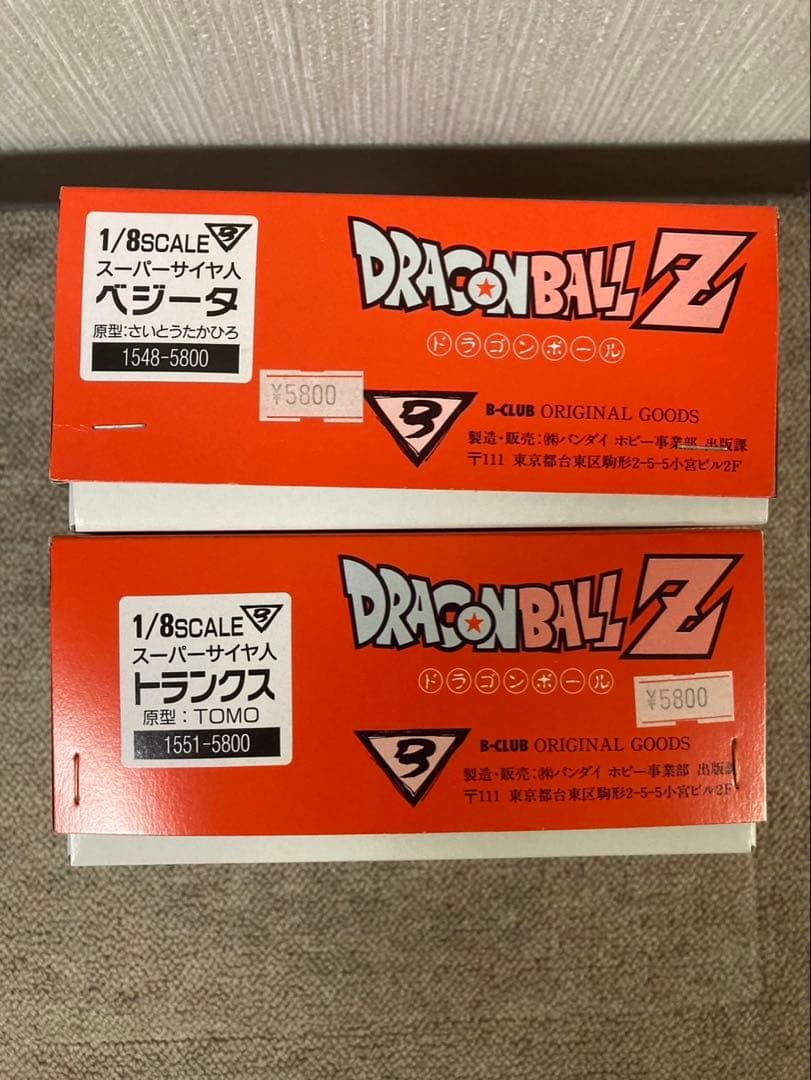 1/8SCALE B
スーパーサイヤ人
ベジータ
原型:さいとうたかひろ
1548-5800
¥5800
DRAGON BALL Z
ドラゴンボール
B
B-CLUB ORIGINAL GOODS
製造・販売:㈱バンダイ ホビー事業部 出版課
〒111 東京都台東区駒形2-5-5小宮ビル2F
1/8SCALE B
スーパーサイヤ人
トランクス
原型:TOMO
1551-5800
DRAGON BALL Z
ドラゴンボール
¥5800
B
B-CLUB ORIGINAL GOODS
製造・販売:㈱バンダイ ホビー事業部 出版課
〒111 東京都台東区駒形2-5-5小宮ビル2F